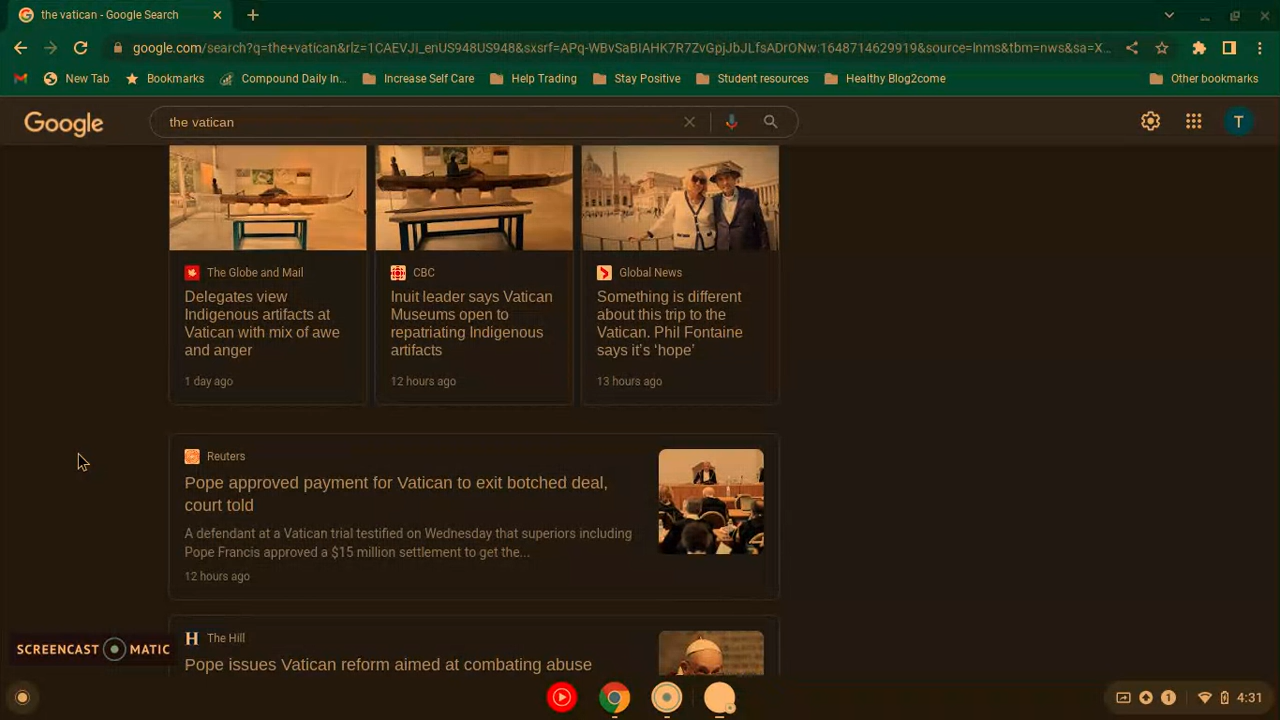 the vatican - Google Search
google.com/search?q=the+vatican&rlz=1CAEVJI_enUS948US948&sxsrf=APq-WBvSaBIAHK7R7ZvGpjJbJLfsADrONw:1648714629919&source=lnms&tbm=nws&sa=X...
New Tab
Bookmarks
Compound Daily In...
Increase Self Care
Help Trading
Stay Positive
Student resources
Healthy Blog2come
Other bookmarks
Google
the vatican
T
The Globe and Mail
Delegates view
Indigenous artifacts at
Vatican with mix of awe
and anger
1 day ago
CBC
Inuit leader says Vatican
Museums open to
repatriating Indigenous
artifacts
12 hours ago
Global News
Something is different
about this trip to the
Vatican. Phil Fontaine
says it's ‘hope’
13 hours ago
Reuters
Pope approved payment for Vatican to exit botched deal,
court told
A defendant at a Vatican trial testified on Wednesday that superiors including
Pope Francis approved a $15 million settlement to get the...
12 hours ago
H The Hill
Pope issues Vatican reform aimed at combating abuse
SCREENCAST MATIC
1
4:31